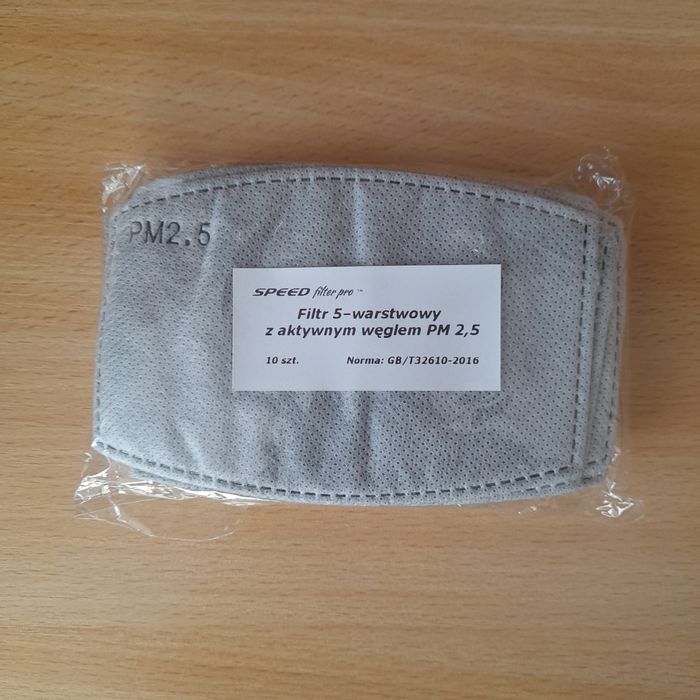 PM2.5
SPEED filter pro ™
Filtr 5-warstwowy
z aktywnym węglem PM 2,5
10 szt. Norma: GB/T32610-2016